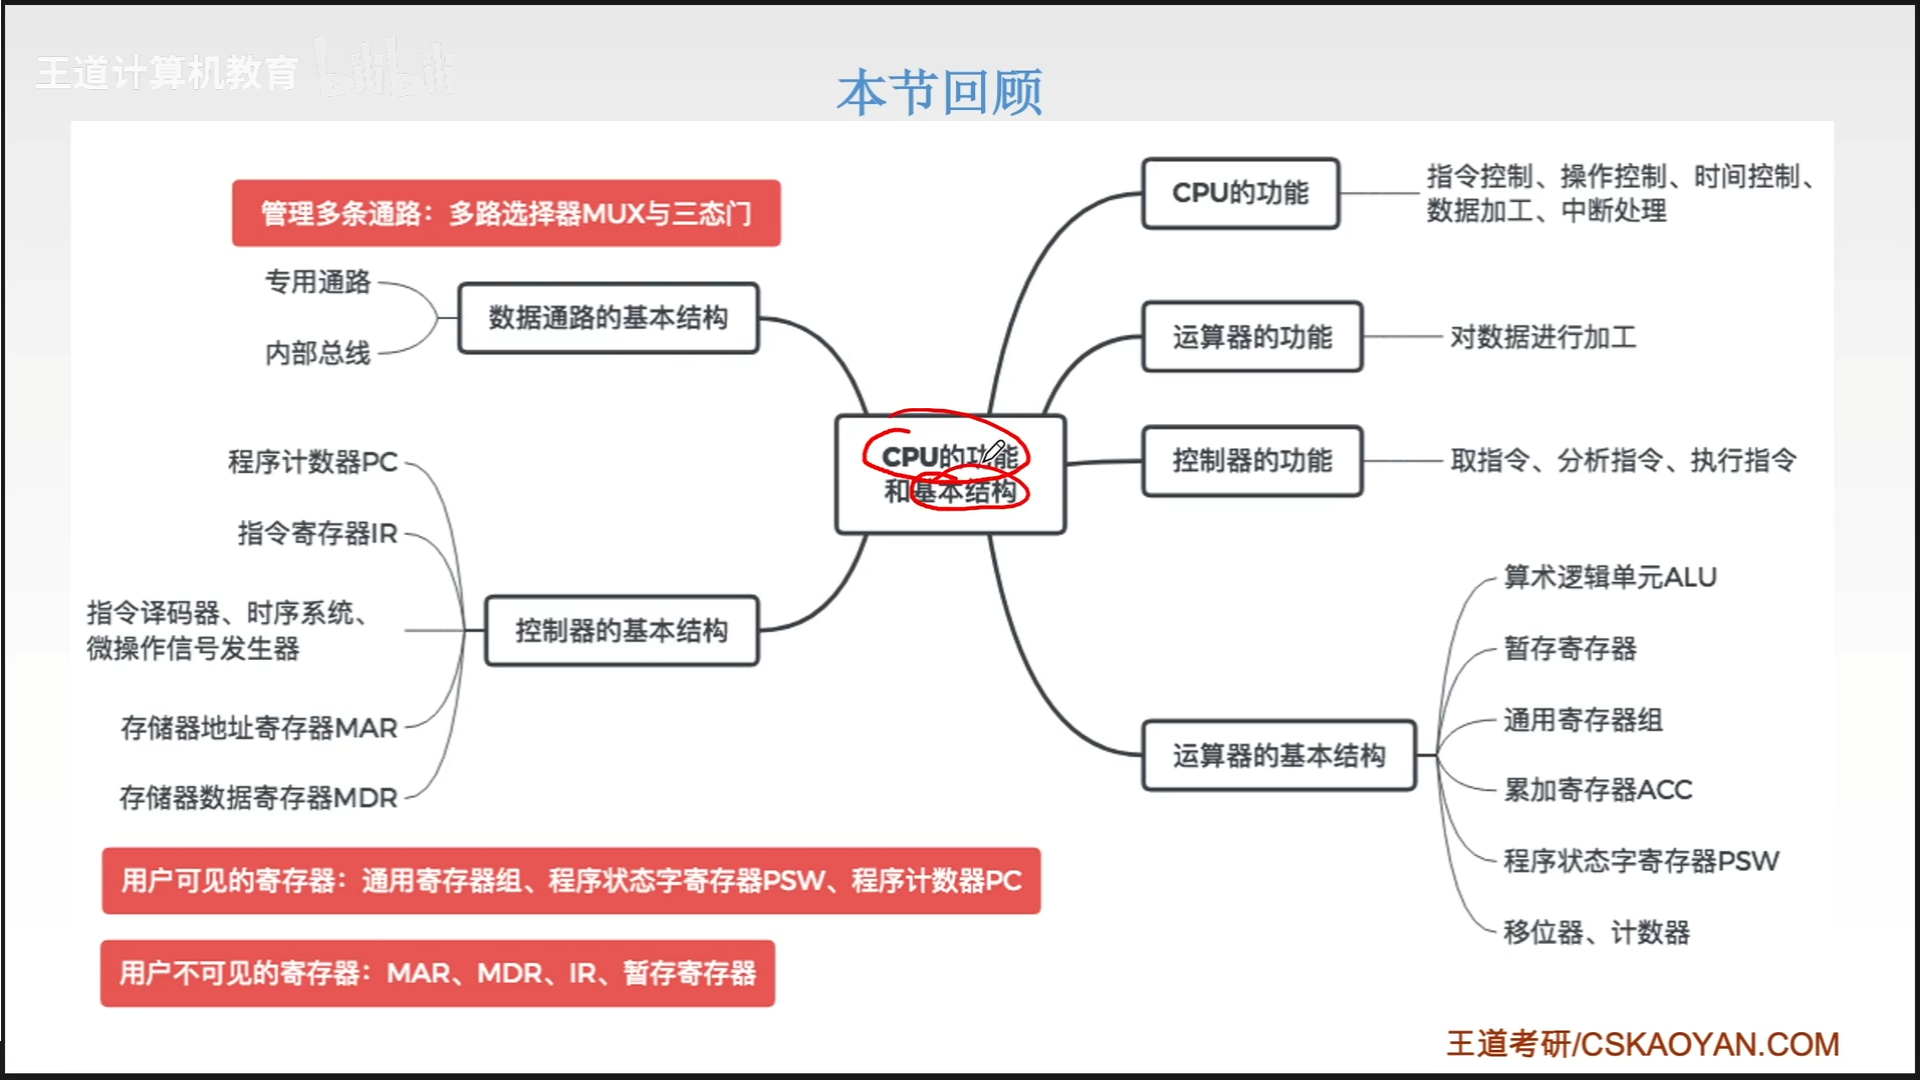 王道计算机教育 bilibili
本节回顾
管理多条通路：多路选择器MUX与三态门
专用通路
内部总线
数据通路的基本结构
程序计数器PC
指令寄存器IR
指令译码器、时序系统、
微操作信号发生器
存储器地址寄存器MAR
存储器数据寄存器MDR
控制器的基本结构
CPU的功能
和基本结构
CPU的功能
指令控制、操作控制、时间控制、
数据加工、中断处理
运算器的功能
对数据进行加工
控制器的功能
取指令、分析指令、执行指令
运算器的基本结构
算术逻辑单元ALU
暂存寄存器
通用寄存器组
累加寄存器ACC
程序状态字寄存器PSW
移位器、计数器
用户可见的寄存器：通用寄存器组、程序状态字寄存器PSW、程序计数器PC
用户不可见的寄存器：MAR、MDR、IR、暂存寄存器
王道考研/CSKAOYAN.COM